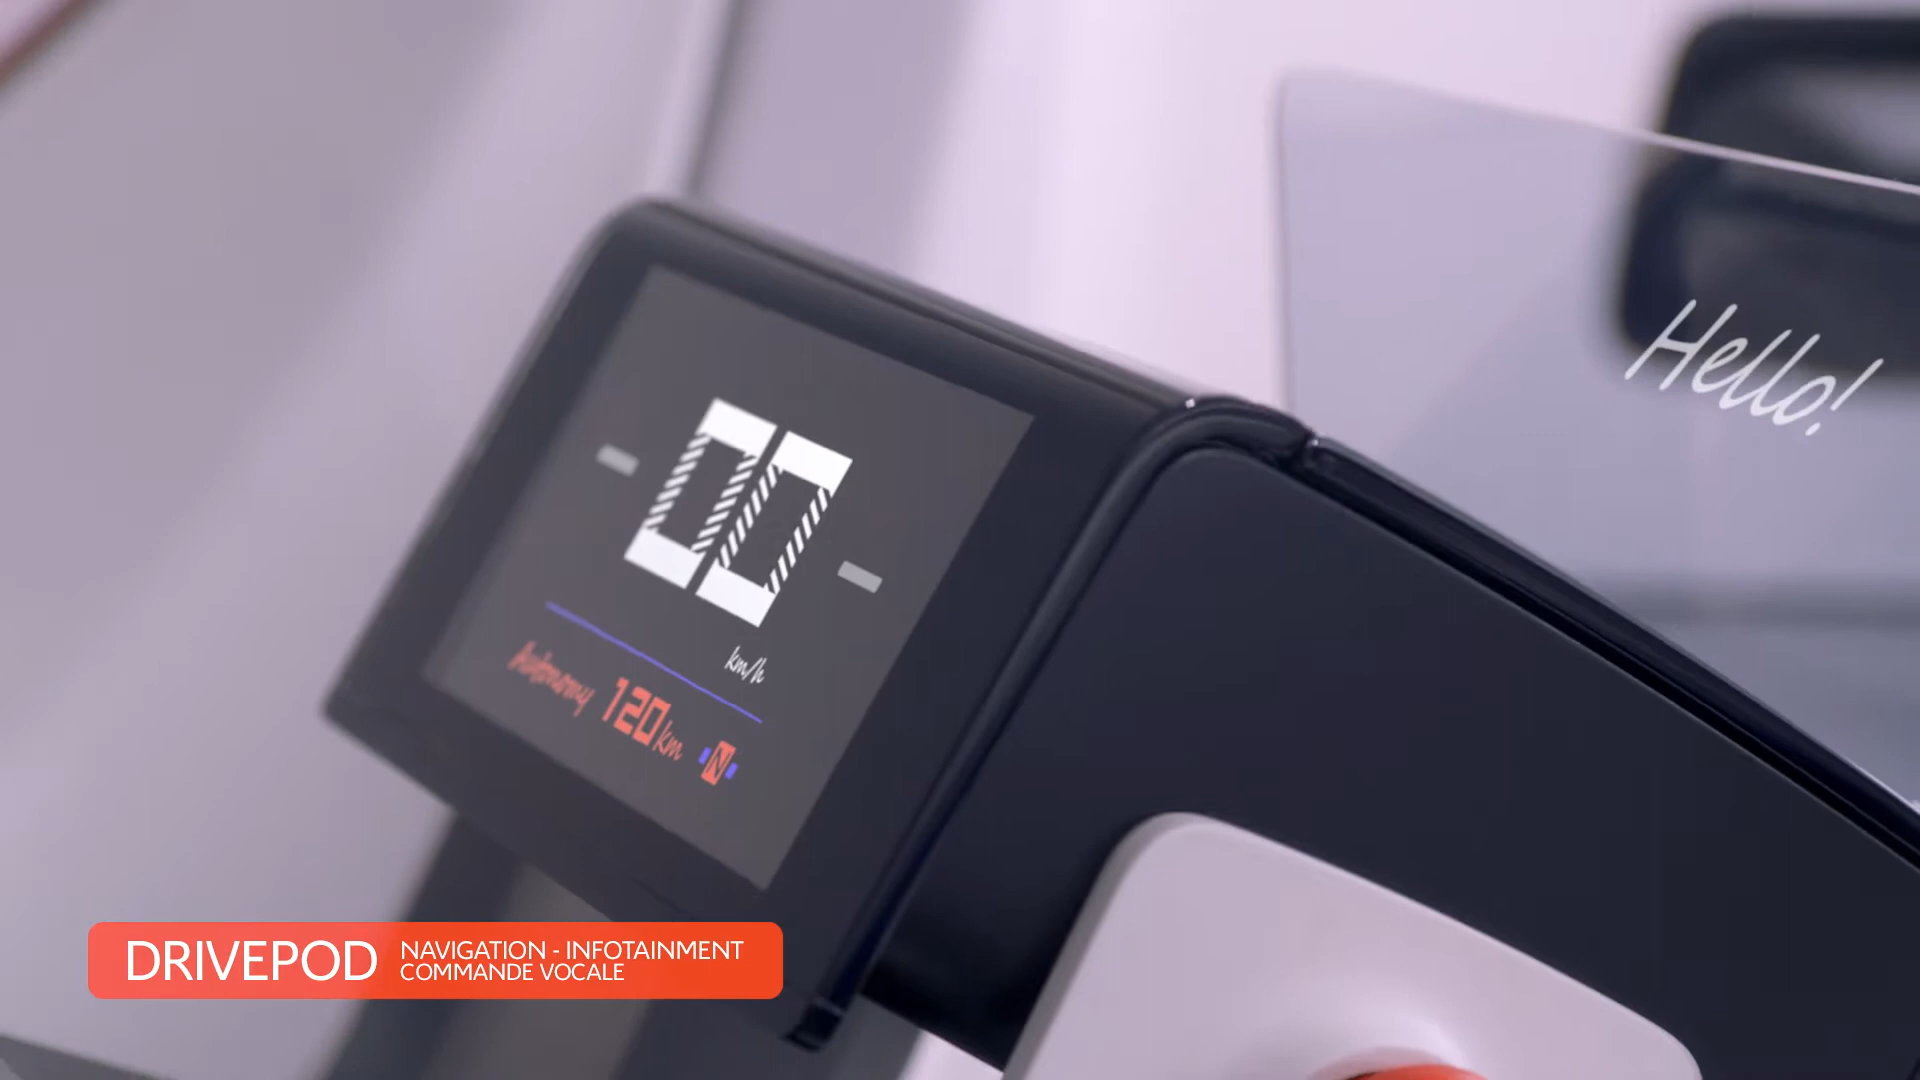 Hello!
00
km/h
Autonomy 120 km N
DRIVEPOD
NAVIGATION - INFOTAINMENT
COMMANDE VOCALE